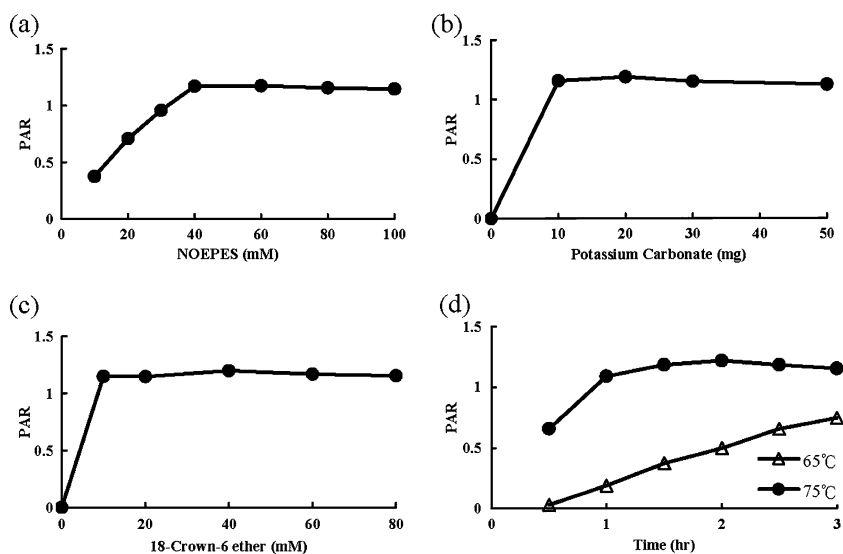 (a)
1.5
1
0.5
0
PAR
0 20 40 60 80 100
NOEPES (mM)
(b)
1.5
1
0.5
0
PAR
0 10 20 30 40 50
Potassium Carbonate (mg)
(c)
1.5
1
0.5
0
PAR
0 20 40 60 80
18-Crown-6 ether (mM)
(d)
1.5
1
0.5
0
PAR
65℃
75℃
0 1 2 3
Time (hr)